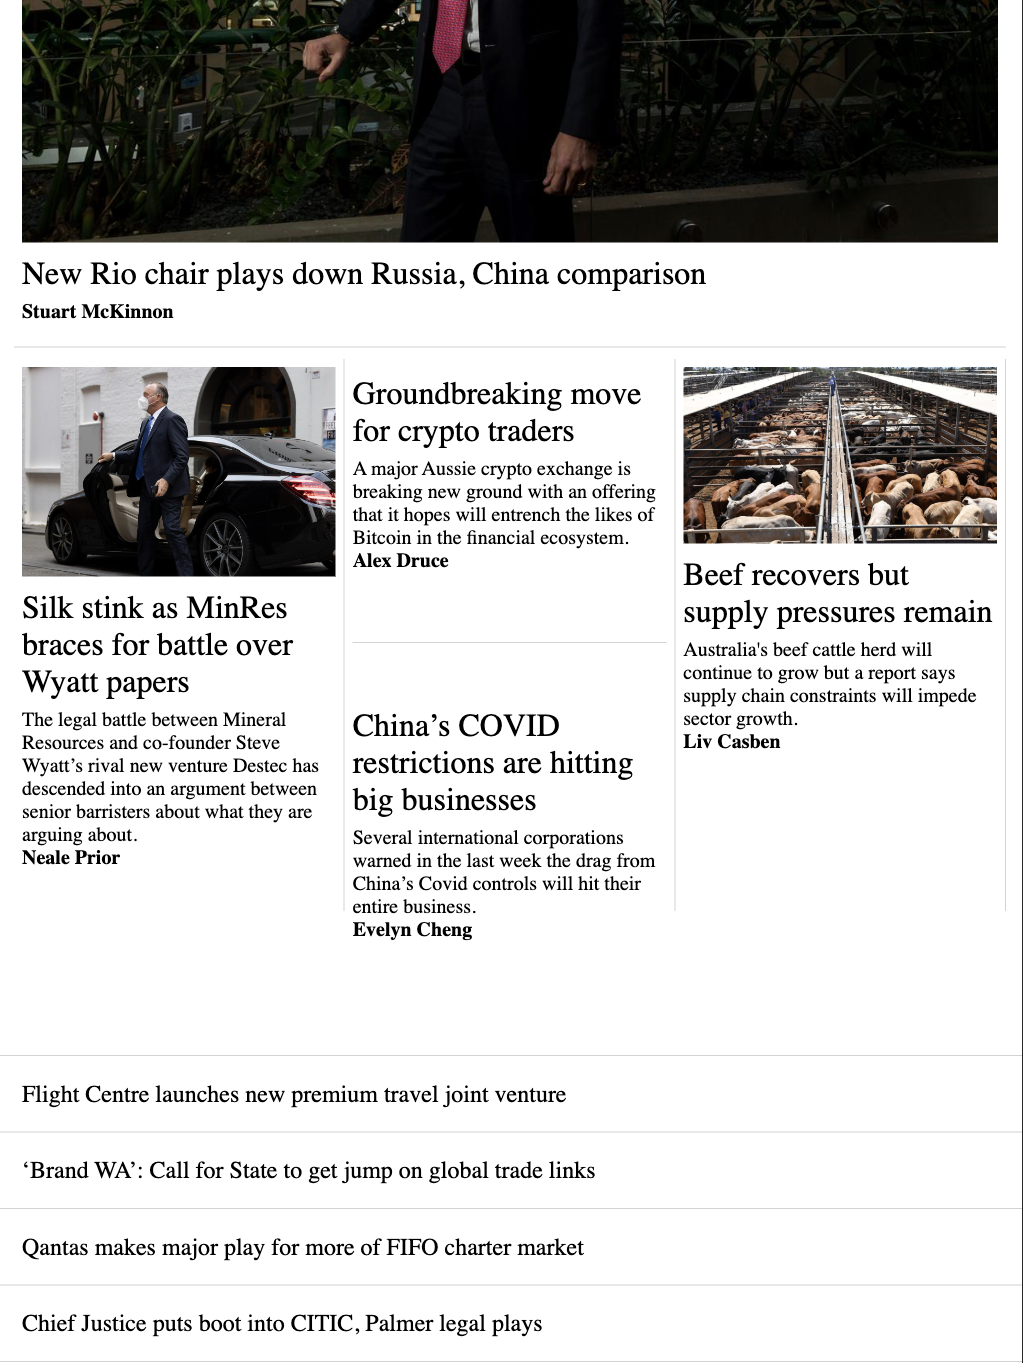 New Rio chair plays down Russia, China comparison
Stuart McKinnon
Silk stink as MinRes
braces for battle over
Wyatt papers
The legal battle between Mineral
Resources and co-founder Steve
Wyatt’s rival new venture Destec has
descended into an argument between
senior barristers about what they are
arguing about.
Neale Prior
Groundbreaking move
for crypto traders
A major Aussie crypto exchange is
breaking new ground with an offering
that it hopes will entrench the likes of
Bitcoin in the financial ecosystem.
Alex Druce
China’s COVID
restrictions are hitting
big businesses
Several international corporations
warned in the last week the drag from
China’s Covid controls will hit their
entire business.
Evelyn Cheng
Beef recovers but
supply pressures remain
Australia's beef cattle herd will
continue to grow but a report says
supply chain constraints will impede
sector growth.
Liv Casben
Flight Centre launches new premium travel joint venture
‘Brand WA’: Call for State to get jump on global trade links
Qantas makes major play for more of FIFO charter market
Chief Justice puts boot into CITIC, Palmer legal plays